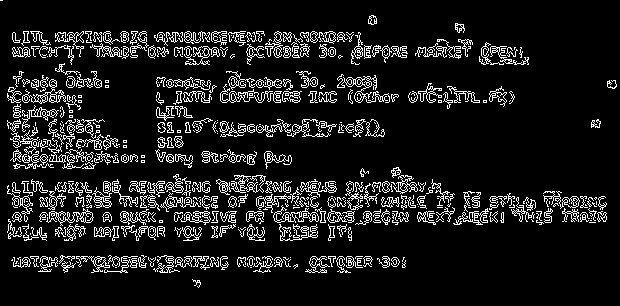 LITL MAKING BIG ANNOUNCEMENT ON MONDAY!
WATCH IT TRADE ON MONDAY, OCTOBER 30, BEFORE MARKET OPEN!
Trade Date: Monday, October 30, 2006
Company: L INTL COMPUTERS INC (Other OTC:LITL.PK)
Symbol: LITL
Fri Close: $1.19 (Discounted Price)
Target: $18
Recommendation: Very Strong Buy
LITL WILL BE RELEASING BREAKING NEWS ON MONDAY.
DO NOT MISS THIS CHANCE OF GETTING ON IT WHILE IT IS STILL TRADING
AT AROUND A BUCK. MASSIVE PR CAMPAIGNS BEGIN NEXT WEEK! THIS TRAIN
WILL NOT WAIT FOR YOU IF YOU MISS IT!
WATCH IT CLOSELY SARTING MONDAY, OCTOBER 30!